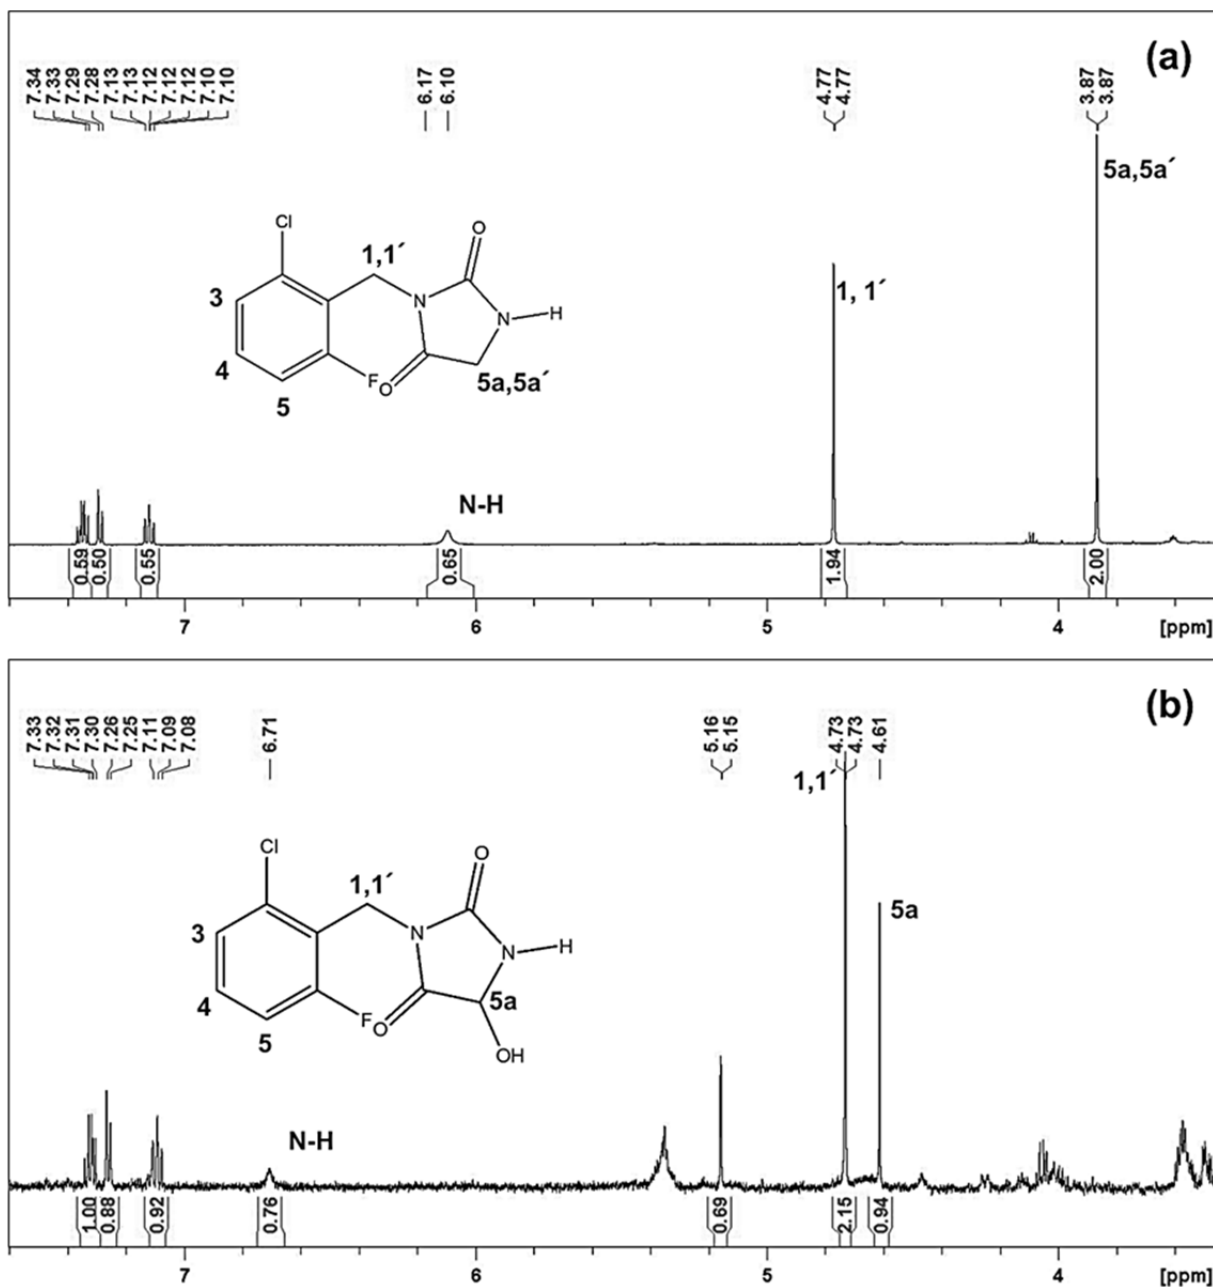 (a)
7.34 7.33 7.29 7.28 7.13 7.13 7.12 7.12 7.12 7.10 7.10
6.17 6.10
4.77 4.77
3.87 3.87
5a,5a´
Cl
1,1´
O
1, 1´
3
N
N
H
4
F
O
5a,5a´
5
N-H
0.59 0.50 0.55 0.65 1.94 2.00
7 6 5 4 [ppm]
(b)
7.33 7.32 7.31 7.30 7.26 7.25 7.11 7.09 7.08
6.71
5.16 5.15
4.73 4.73 4.61
1,1´
Cl
O
1,1´
5a
3
N
N
H
4
F
O
5a
5
OH
N-H
1.00 0.88 0.92 0.76 0.69 2.15 0.94
7 6 5 4 [ppm]